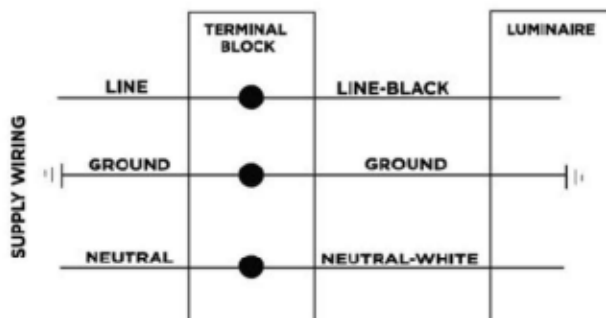 TERMINAL
BLOCK
LUMINAIRE
LINE
LINE-BLACK
GROUND
GROUND
NEUTRAL
NEUTRAL-WHITE
SUPPLY WIRING